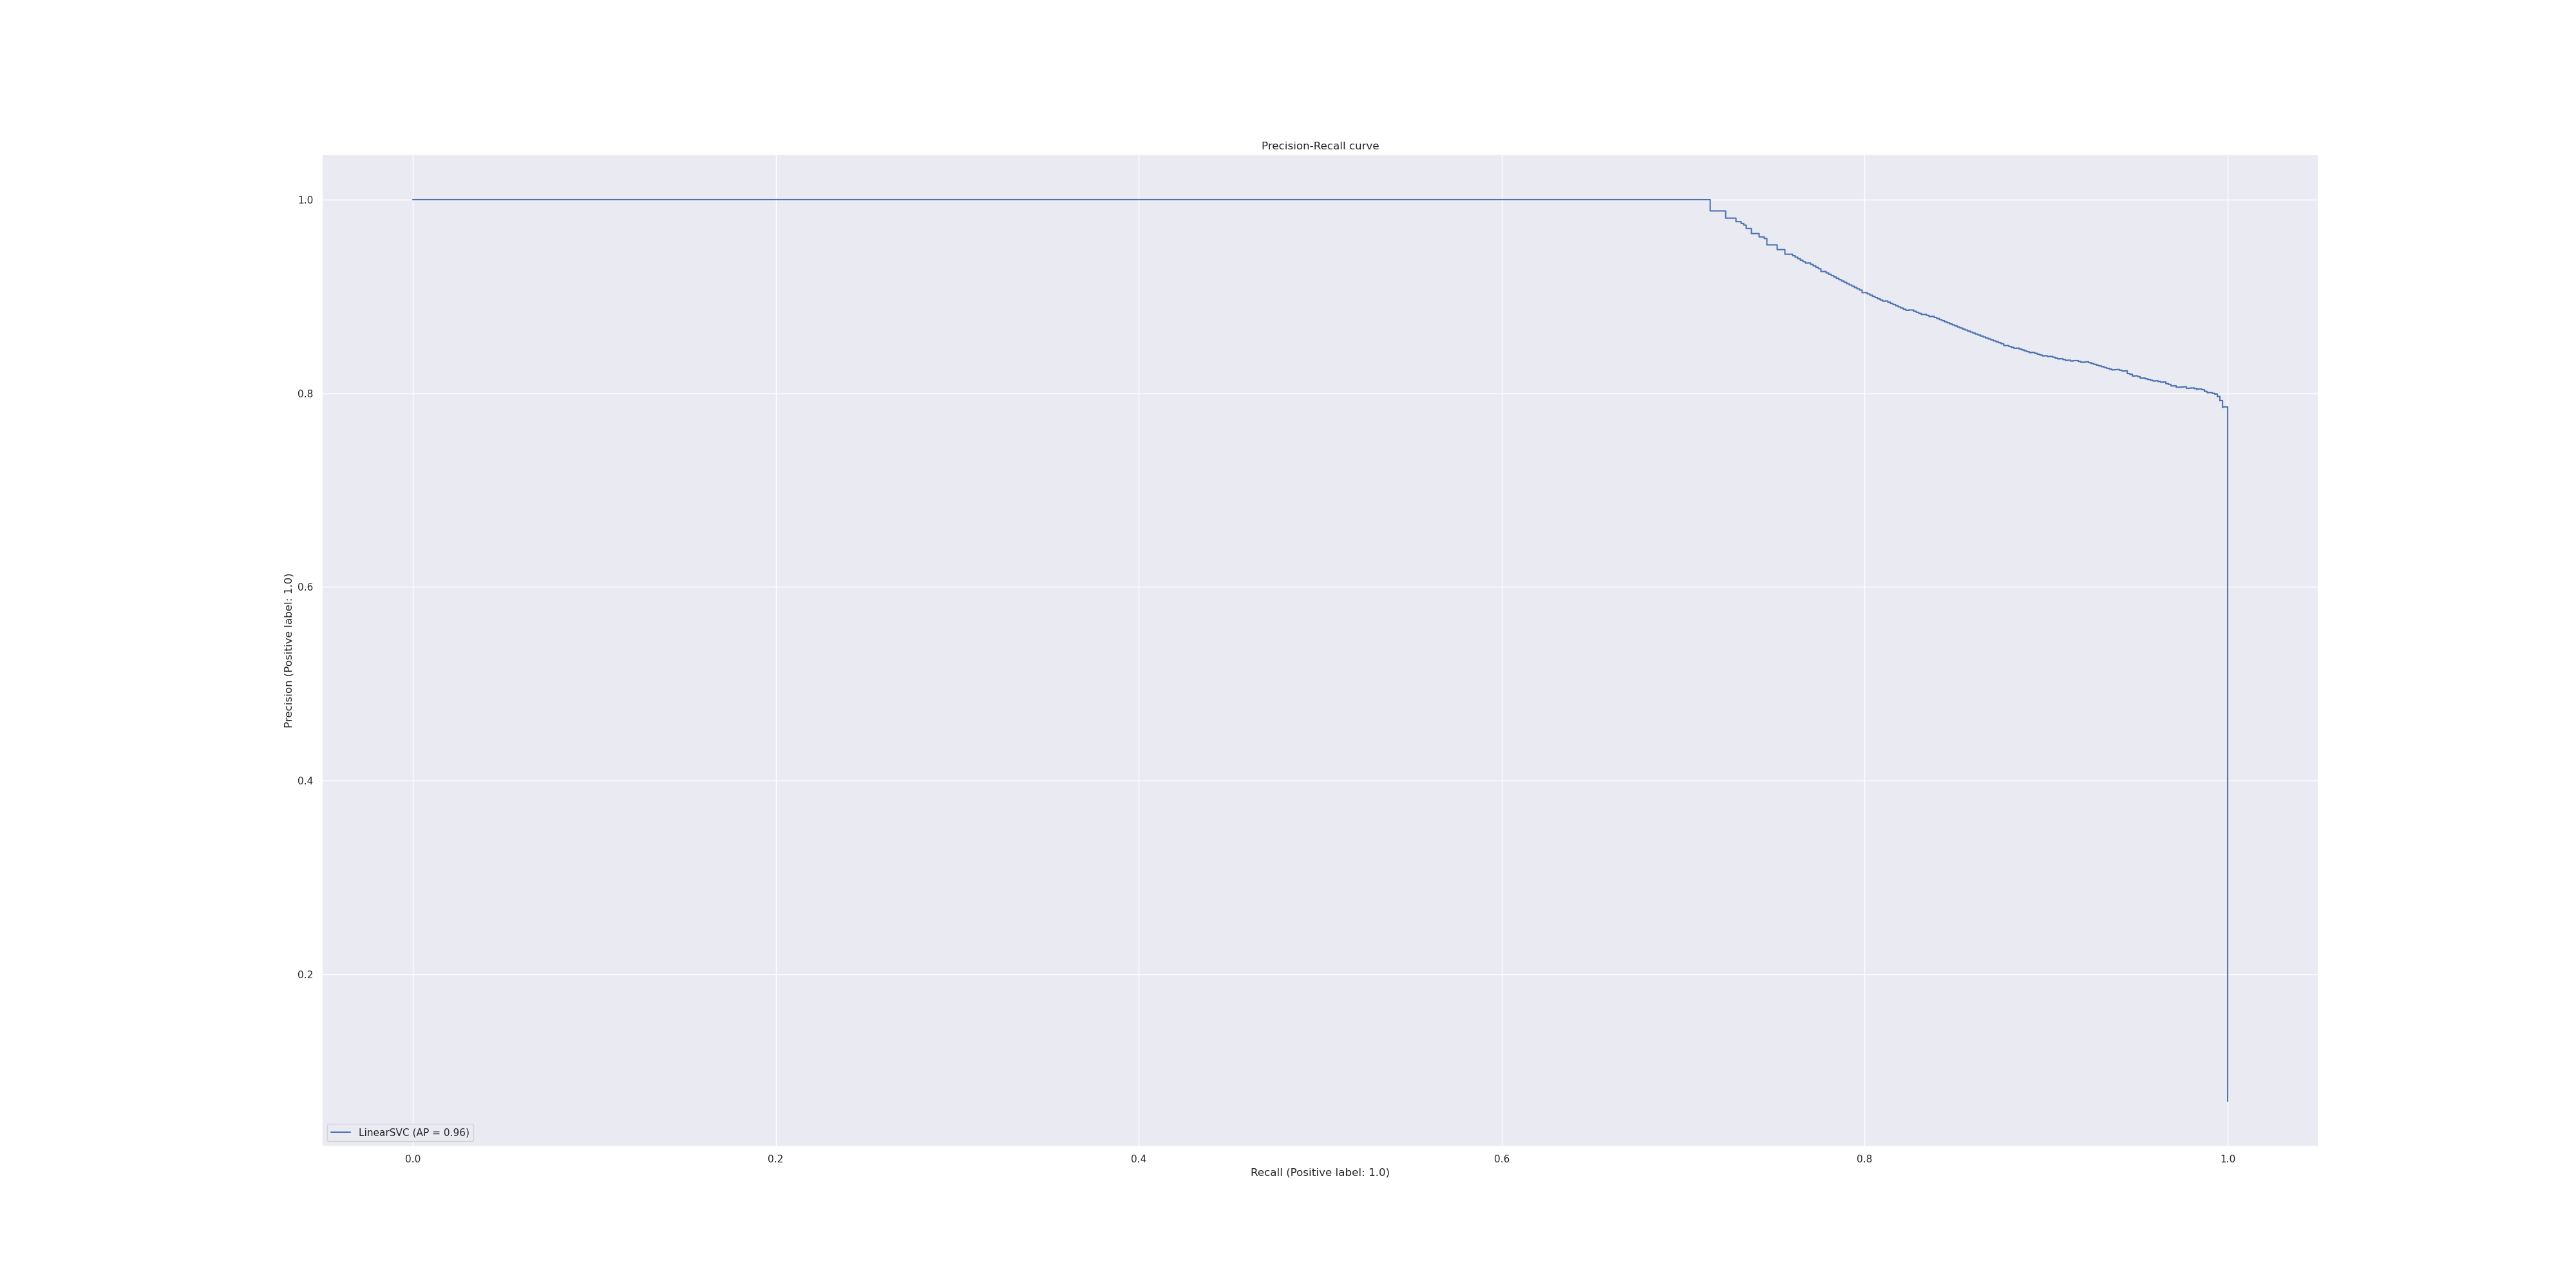 Precision-Recall curve
1.0
0.8
0.6
0.4
0.2
Precision (Positive label: 1.0)
LinearSVC (AP = 0.96)
0.0 0.2 0.4 0.6 0.8 1.0
Recall (Positive label: 1.0)